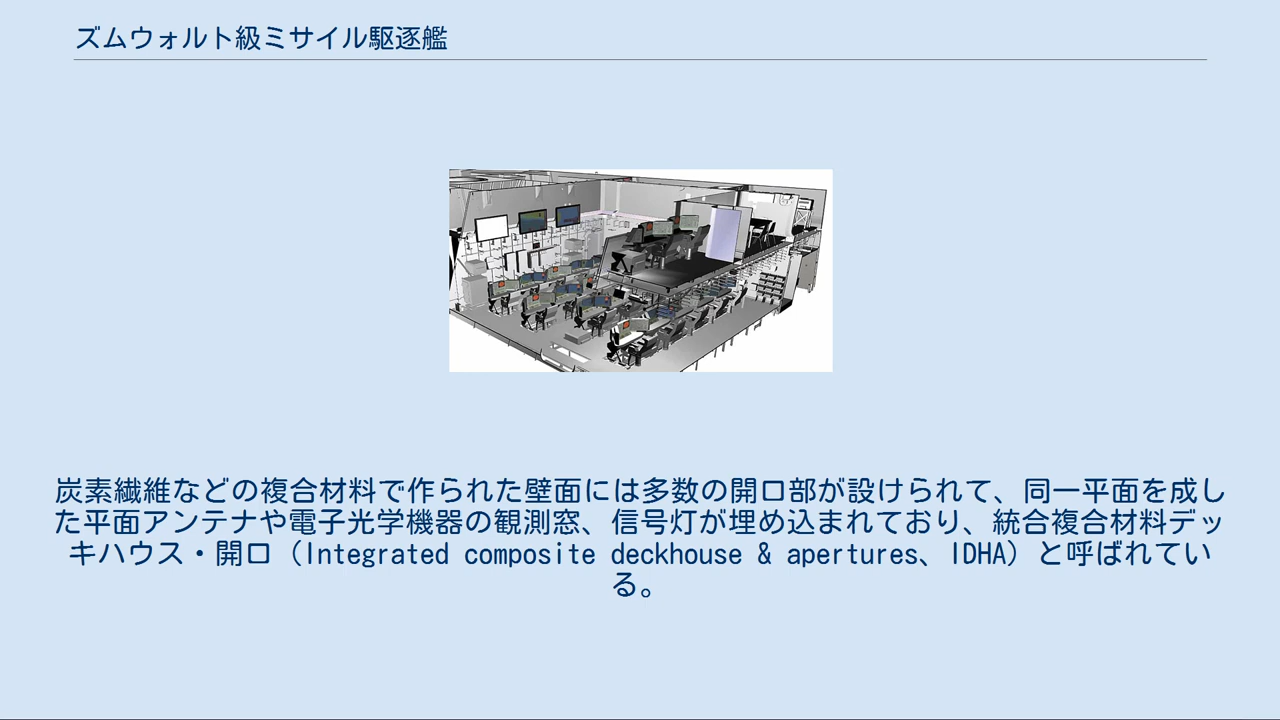 ズムウォルト級ミサイル駆逐艦
炭素繊維などの複合材料で作られた壁面には多数の開口部が設けられて、同一平面を成し
た平面アンテナや電子光学機器の観測窓、信号灯が埋め込まれており、統合複合材料デッ
キハウス・開口（Integrated composite deckhouse & apertures、IDHA）と呼ばれてい
る。